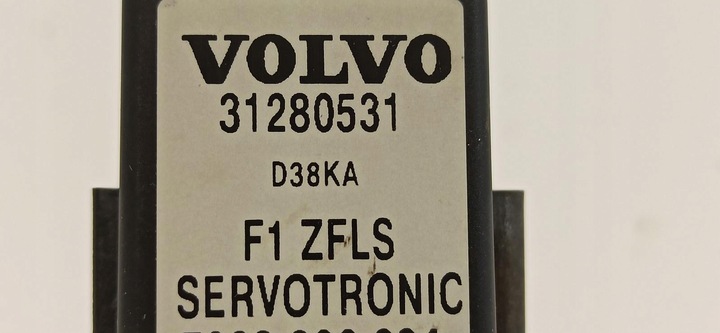 VOLVO
31280531
D38KA
F1 ZFLS
SERVOTRONIC